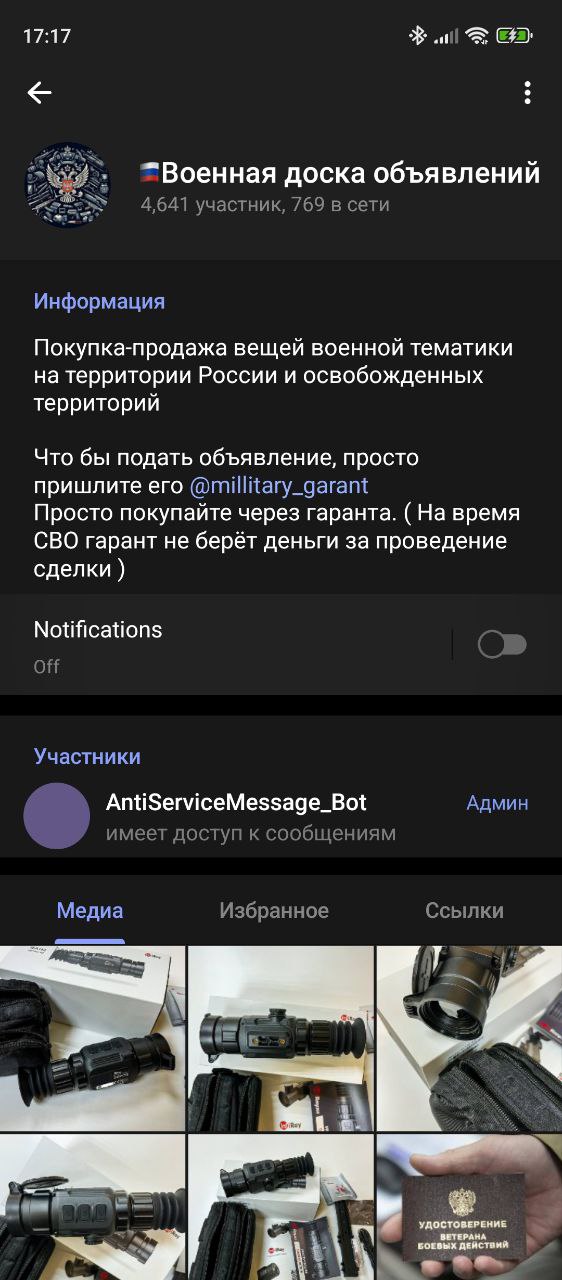 17:17
Военная доска объявлений
4,641 участник, 769 в сети
Информация
Покупка-продажа вещей военной тематики
на территории России и освобожденных
территорий
Что бы подать объявление, просто
пришлите его @millitary_garant
Просто покупайте через гаранта. ( На время
СВО гарант не берёт деньги за проведение
сделки )
Notifications
Off
Участники
AntiServiceMessage_Bot
Админ
имеет доступ к сообщениям
Медиа
Избранное
Ссылки
УДОСТОВЕРЕНИЕ
ВЕТЕРАНА
БОЕВЫХ ДЕЙСТВИЙ